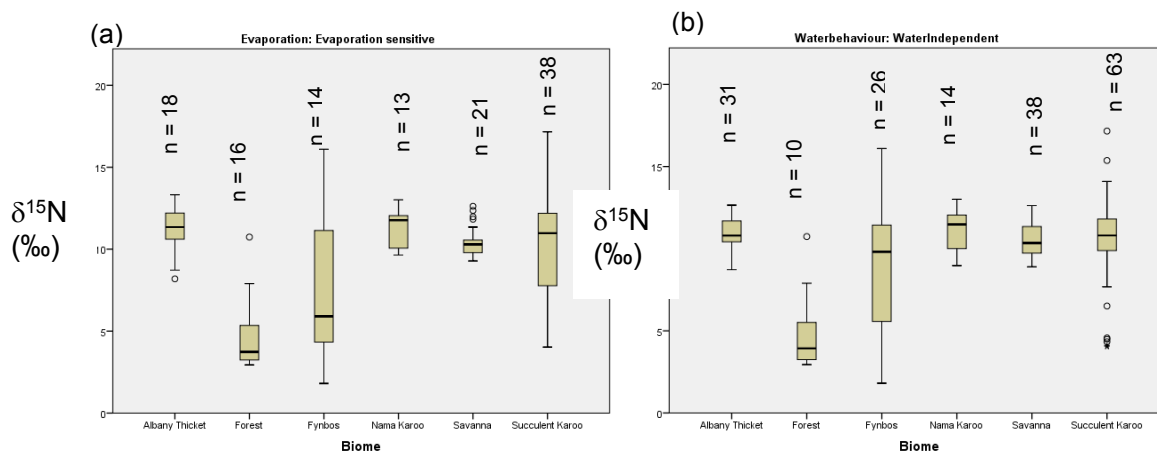 (a)
Evaporation: Evaporation sensitive
n = 18
n = 16
n = 14
n = 13
n = 21
n = 38
20
15
10
5
0
δ15N
(‰)
Albany Thicket Forest Fynbos Nama Karoo Savanna Succulent Karoo
Biome
(b)
Waterbehaviour: WaterIndependent
n = 31
n = 10
n = 26
n = 14
n = 38
n = 63
20
15
5
0
δ15N
(‰)
Albany Thicket Forest Fynbos Nama Karoo Savanna Succulent Karoo
Biome